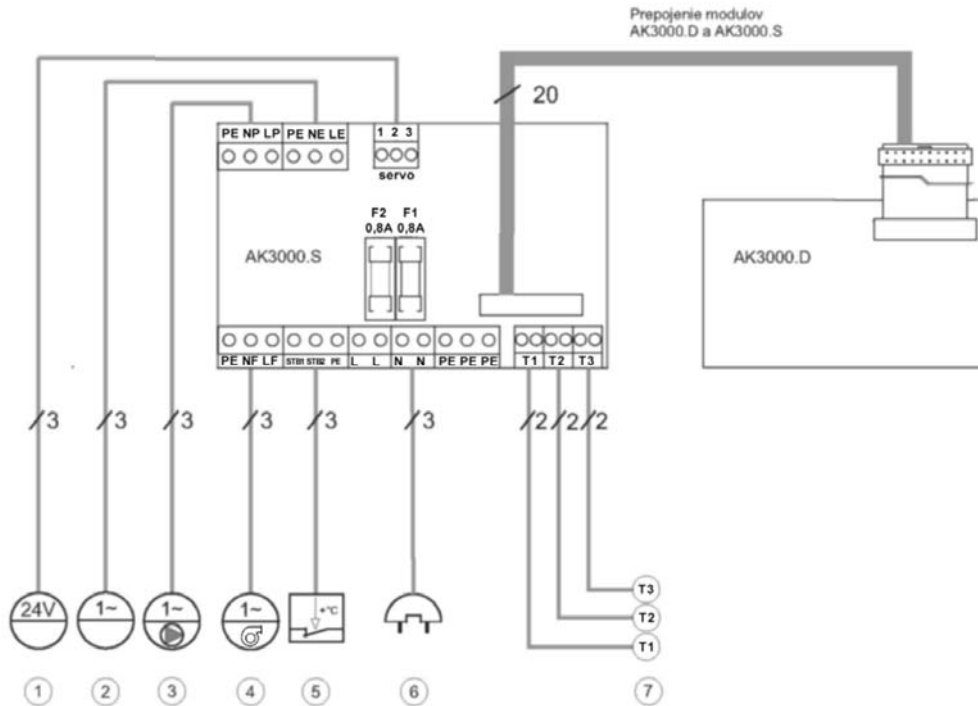 Prepojenie modulov
AK3000.D a AK3000.S
20
PE NP LP PE NE LE 1 2 3
servo
F2 F1
0,8A 0,8A
AK3000.S
AK3000.D
PE NF LF STB1 STB2 PE L L N N PE PE PE T1 T2 T3
3 3 3 3 3 3 2 2 2
T3
T2
T1
24V 1~ 1~ 1~ +°C
1 2 3 4 5 6 7